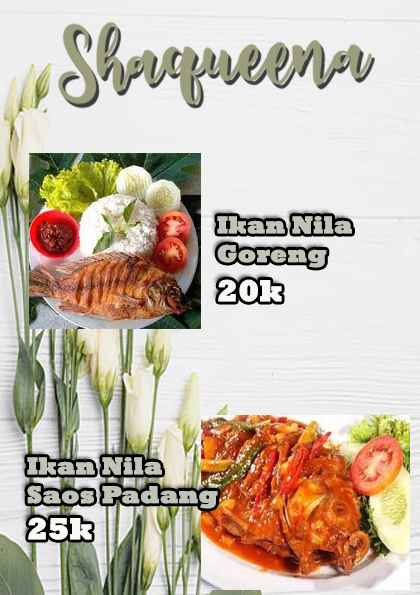 Shaqueena
Ikan Nila
Goreng
20k
Ikan Nila
Saos Padang
25k